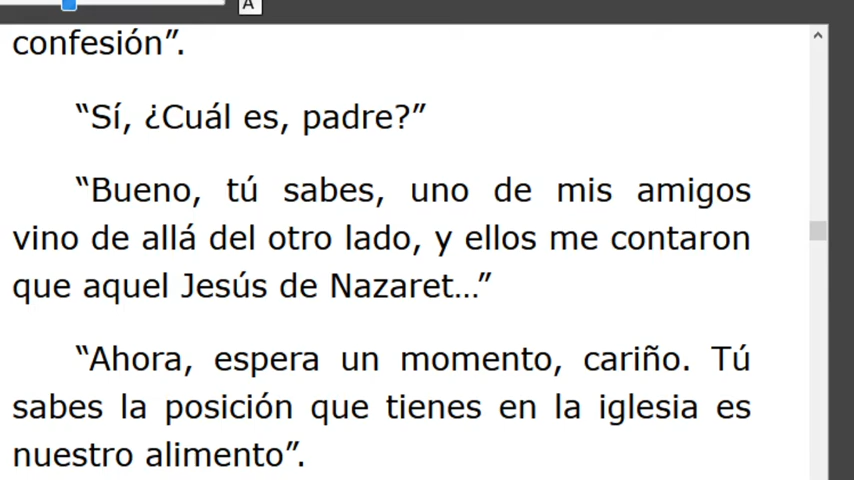 A
confesión”.
“Sí, ¿Cuál es, padre?”
“Bueno, tú sabes, uno de mis amigos
vino de allá del otro lado, y ellos me contaron
que aquel Jesús de Nazaret…”
“Ahora, espera un momento, cariño. Tú
sabes la posición que tienes en la iglesia es
nuestro alimento”.